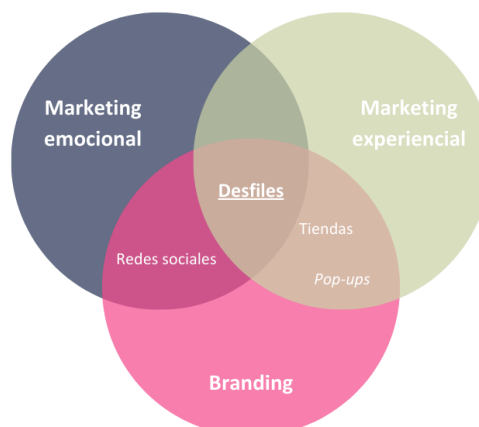 Marketing
emocional
Marketing
experiencial
Desfiles
Tiendas
Redes sociales
Pop-ups
Branding